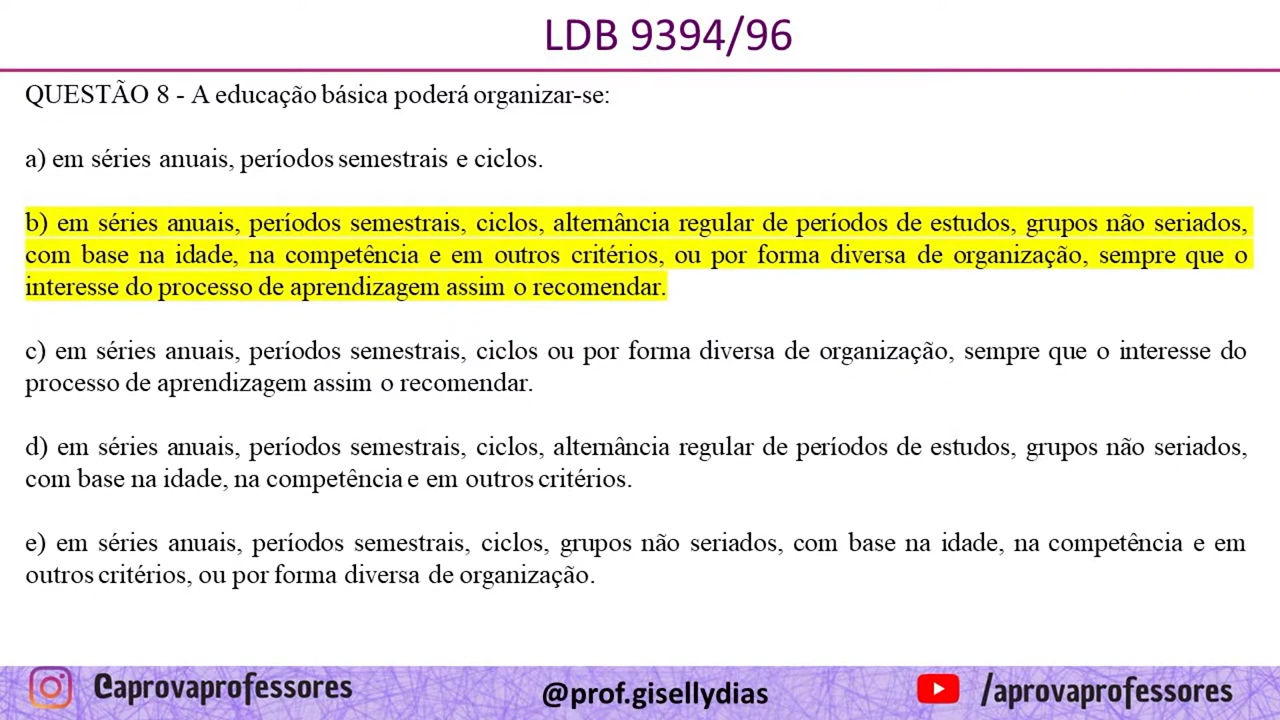 LDB 9394/96
QUESTÃO 8 - A educação básica poderá organizar-se:
a) em séries anuais, períodos semestrais e ciclos.
b) em séries anuais, períodos semestrais, ciclos, alternância regular de períodos de estudos, grupos não seriados,
com base na idade, na competência e em outros critérios, ou por forma diversa de organização, sempre que o
interesse do processo de aprendizagem assim o recomendar.
c) em séries anuais, períodos semestrais, ciclos ou por forma diversa de organização, sempre que o interesse do
processo de aprendizagem assim o recomendar.
d) em séries anuais, períodos semestrais, ciclos, alternância regular de períodos de estudos, grupos não seriados,
com base na idade, na competência e em outros critérios.
e) em séries anuais, períodos semestrais, ciclos, grupos não seriados, com base na idade, na competência e em
outros critérios, ou por forma diversa de organização.
@aprovaprofessores
@prof.gisellydias
/aprovaprofessores